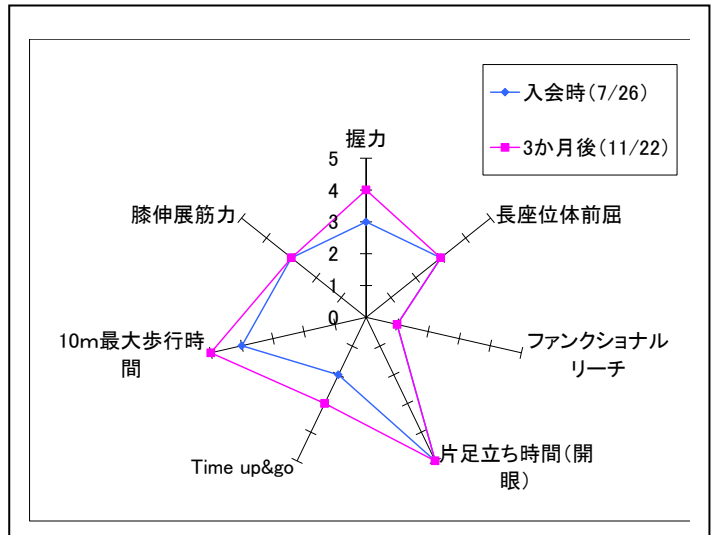 入会時(7/26)
3か月後(11/22)
握力
5
4
3
2
1
0
長座位体前屈
ファンクショナル
リーチ
片足立ち時間(開
眼)
Time up&go
10m最大歩行時
間
膝伸展筋力